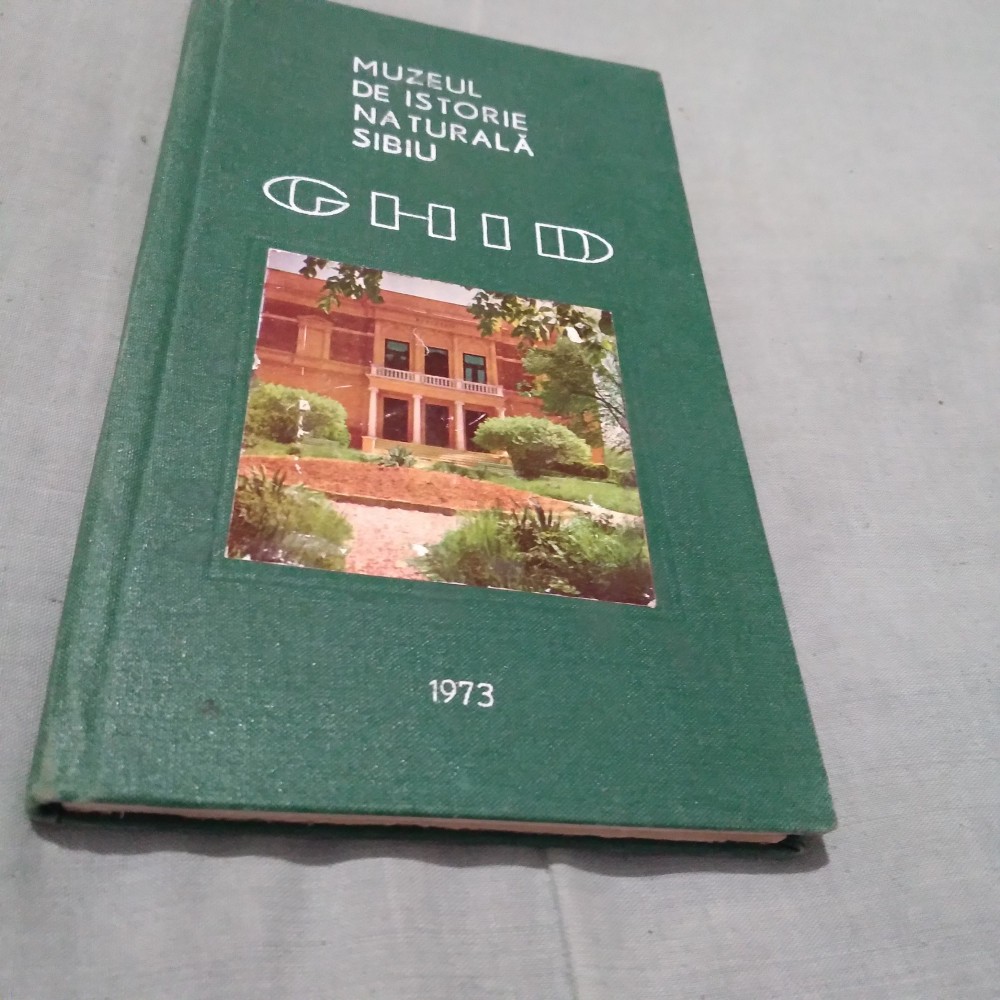 MUZEUL
DE ISTORIE
NATURALĂ
SIBIU
GHID
1973